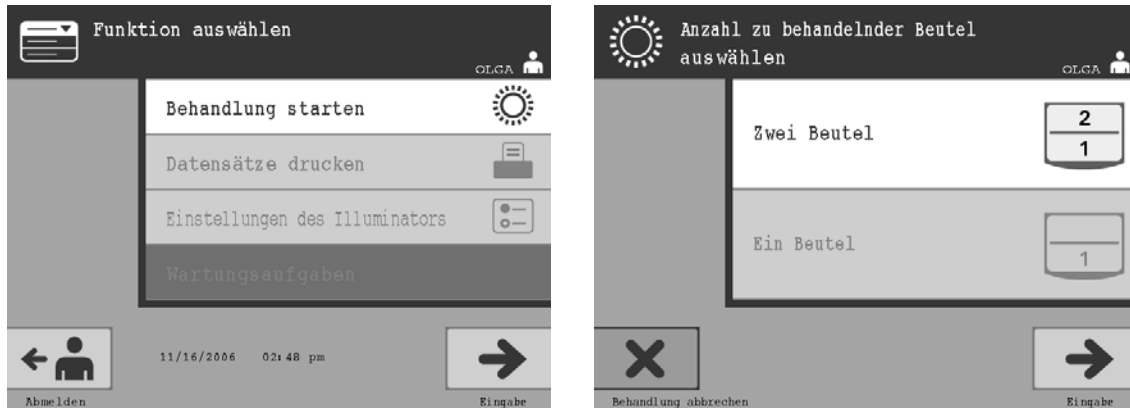 Funktion auswählen
OLGA
Behandlung starten
Datensätze drucken
Einstellungen des Illuminators
Wartungsaufgaben
11/16/2006 02:48 pm
Abmelden
Eingabe
Anzahl zu behandelnder Beutel
auswählen
OLGA
Zwei Beutel
2
1
Ein Beutel
1
Behandlung abbrechen
Eingabe